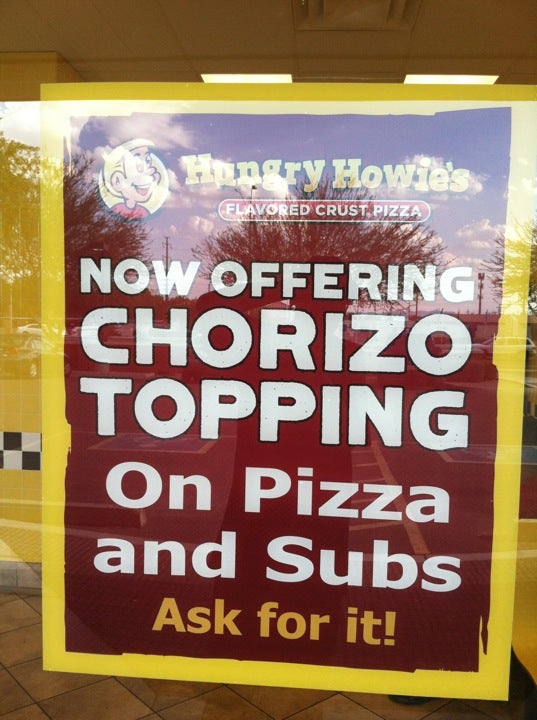 Hungry Howie's
FLAVORED CRUST PIZZA
NOW OFFERING
CHORIZO
TOPPING
On Pizza
and Subs
Ask for it!